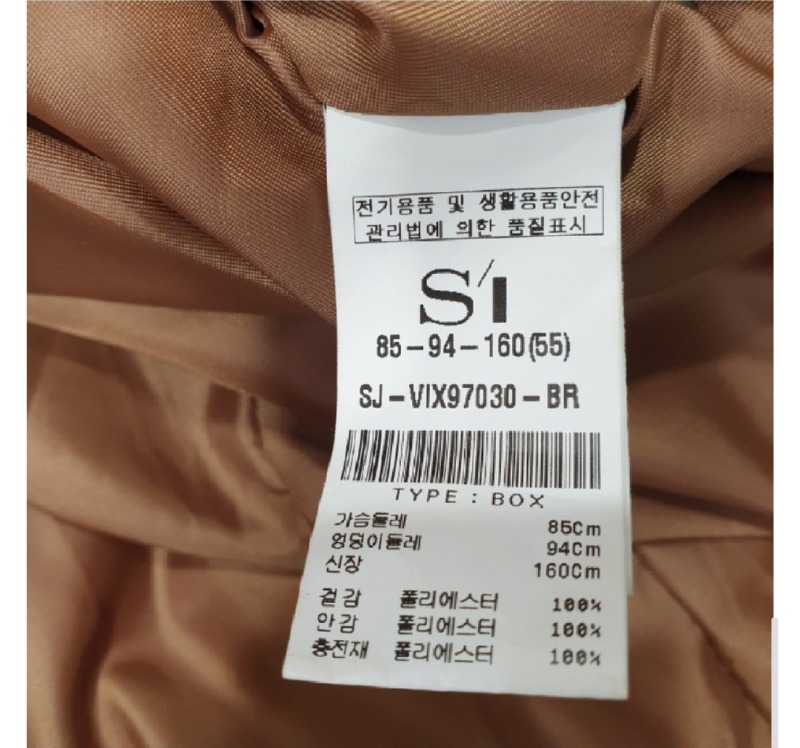 전기용품 및 생활용품안전
관리법에 의한 품질표시
S/I
85-94-160(55)
SJ-VIX97030-BR
TYPE : BOX
가슴둘레 85Cm
엉덩이둘레 94Cm
신장 160Cm
겉감 폴리에스터 100%
안감 폴리에스터 100%
충전재 폴리에스터 100%